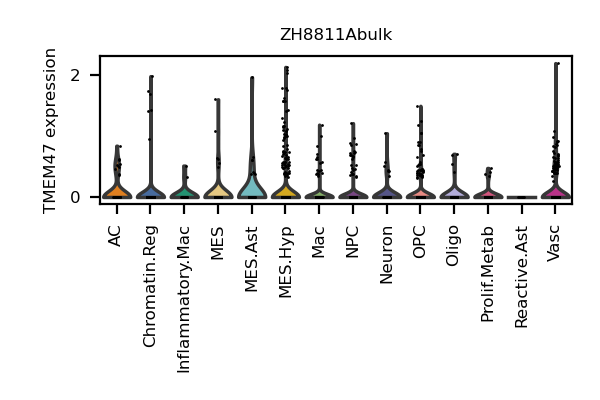 ZH8811Abulk
TMEM47 expression
2
0
AC
Chromatin.Reg
Inflammatory.Mac
MES
MES.Ast
MES.Hyp
Mac
NPC
Neuron
OPC
Oligo
Prolif.Metab
Reactive.Ast
Vasc